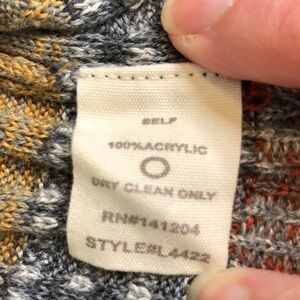 SELF
100%ACRYLIC
DRY CLEAN ONLY
RN#141204
STYLE#L4422